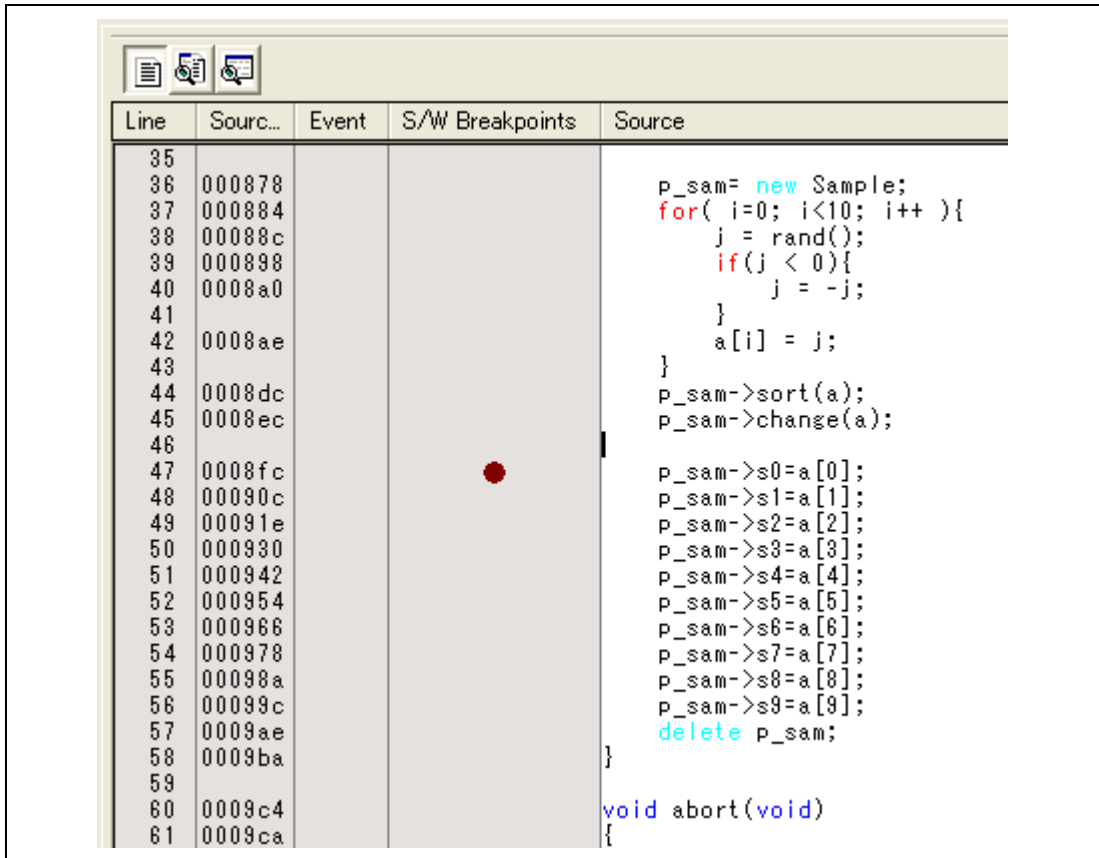 Line Sourc... Event S/W Breakpoints Source
35
36 000878 p_sam= new Sample;
37 000884 for( i=0; i<10; i++ ){
38 00088c j = rand();
39 000898 if(j < 0){
40 0008a0 j = -j;
41 }
42 0008ae a[i] = j;
43 }
44 0008dc p_sam->sort(a);
45 0008ec p_sam->change(a);
46
47 0008fc p_sam->s0=a[0];
48 00090c p_sam->s1=a[1];
49 00091e p_sam->s2=a[2];
50 000930 p_sam->s3=a[3];
51 000942 p_sam->s4=a[4];
52 000954 p_sam->s5=a[5];
53 000966 p_sam->s6=a[6];
54 000978 p_sam->s7=a[7];
55 00098a p_sam->s8=a[8];
56 00099c p_sam->s9=a[9];
57 0009ae delete p_sam;
58 0009ba }
59
60 0009c4 void abort(void)
61 0009ca {